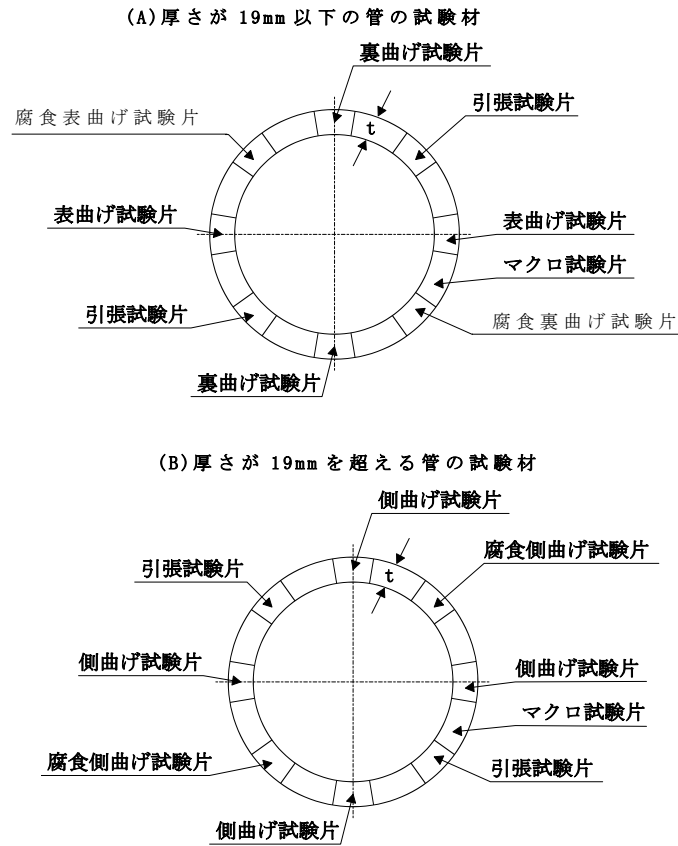 (A)厚さが 19mm 以下の管の試験材
裏曲げ試験片
引張試験片
腐食表曲げ試験片
t
表曲げ試験片
表曲げ試験片
マクロ試験片
引張試験片
腐食裏曲げ試験片
裏曲げ試験片
(B)厚さが 19mm を超える管の試験材
側曲げ試験片
腐食側曲げ試験片
引張試験片
t
側曲げ試験片
側曲げ試験片
マクロ試験片
腐食側曲げ試験片
引張試験片
側曲げ試験片